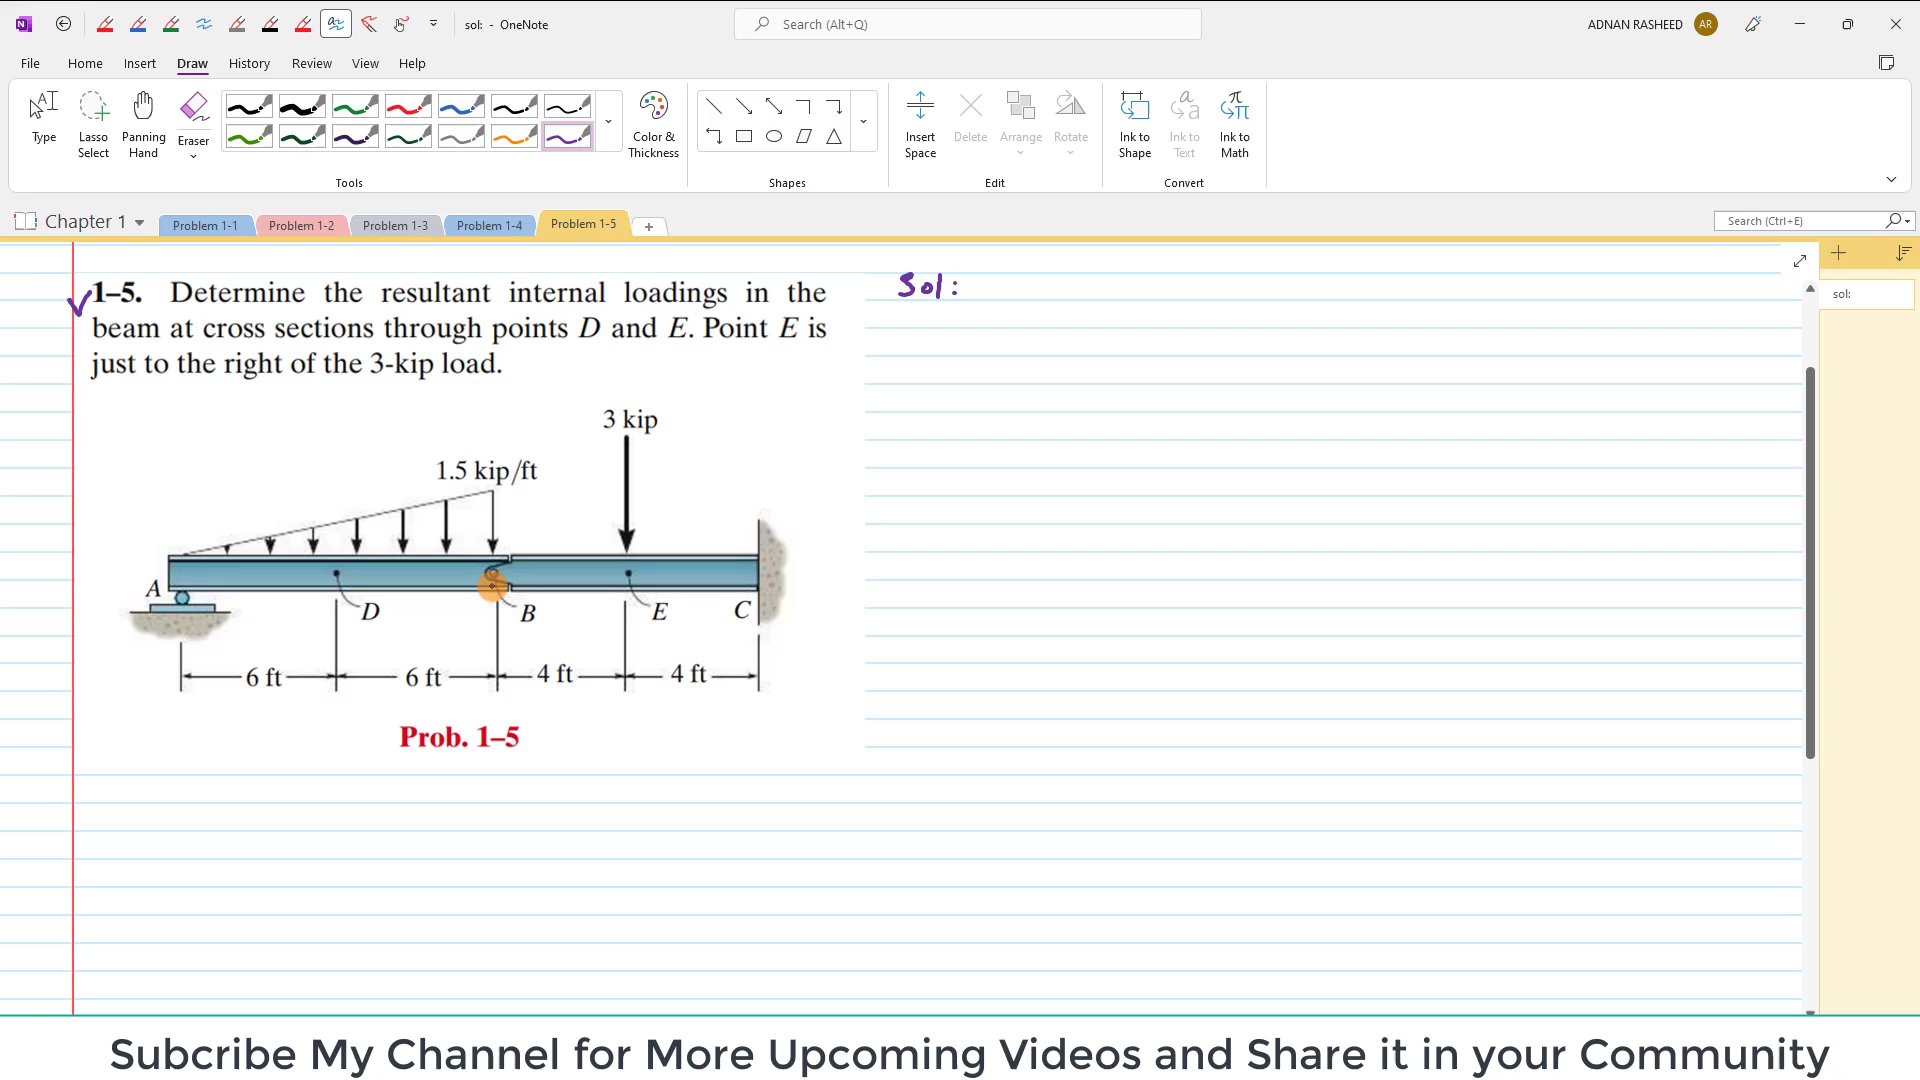 sol: - OneNote
Search (Alt+Q)
ADNAN RASHEED
AR
File Home Insert Draw History Review View Help
Type
Lasso Select
Panning Hand
Eraser
Color & Thickness
Insert Space
Delete
Arrange
Rotate
Ink to Shape
Ink to Text
Ink to Math
Tools
Shapes
Edit
Convert
Chapter 1
Problem 1-1
Problem 1-2
Problem 1-3
Problem 1-4
Problem 1-5
Search (Ctrl+E)
sol:
1–5. Determine the resultant internal loadings in the
beam at cross sections through points D and E. Point E is
just to the right of the 3-kip load.
Sol:
3 kip
1.5 kip/ft
A
D
B
E
C
6 ft
6 ft
4 ft
4 ft
Prob. 1–5
Subcribe My Channel for More Upcoming Videos and Share it in your Community